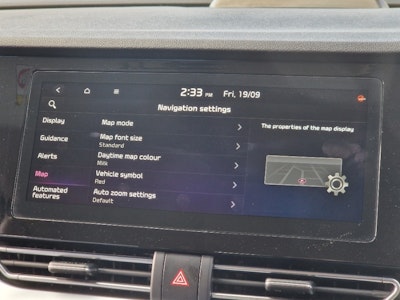 2:33 PM Fri, 19/09
Navigation settings
Display
Guidance
Alerts
Map
Automated
features
Map mode
Map font size
Standard
Daytime map colour
Milk
Vehicle symbol
Red
Auto zoom settings
Default
The properties of the map display